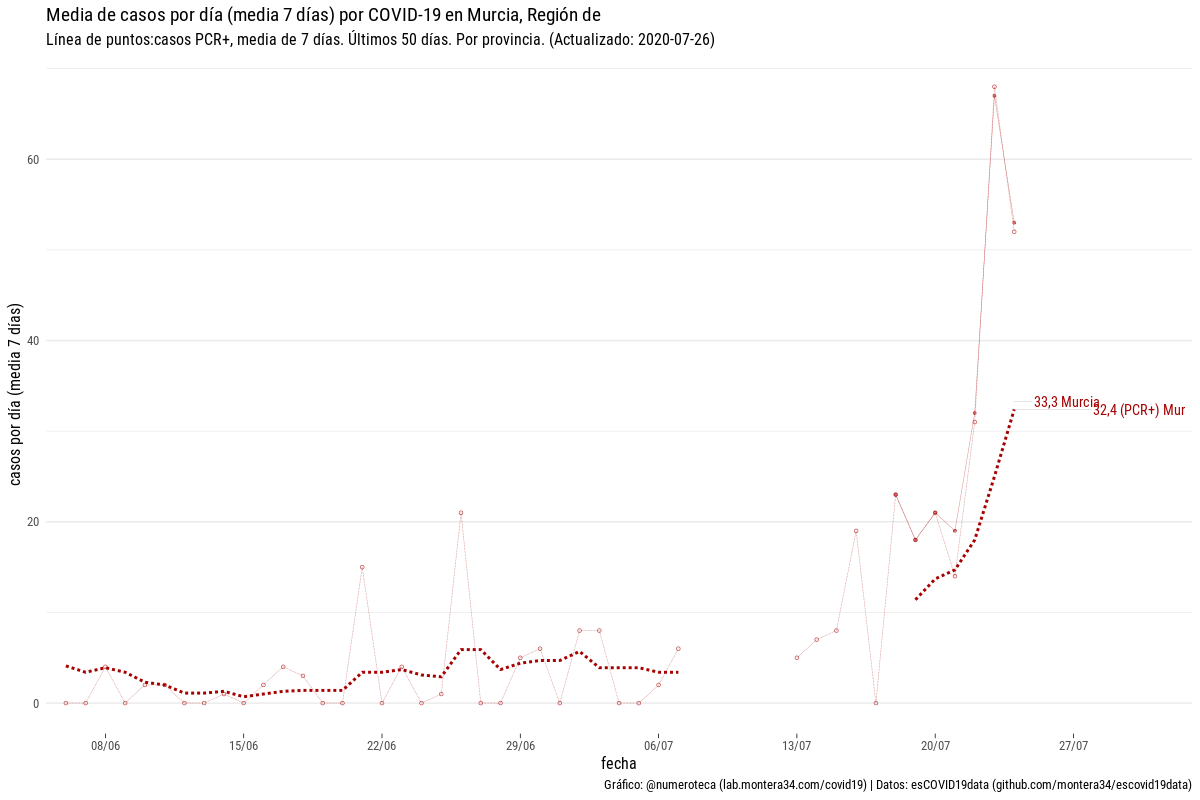 Media de casos por día (media 7 días) por COVID-19 en Murcia, Región de
Línea de puntos:casos PCR+, media de 7 días. Últimos 50 días. Por provincia. (Actualizado: 2020-07-26)
casos por día (media 7 días)
60
40
20
0
33,3 Murcia
32,4 (PCR+) Mur
08/06
15/06
22/06
29/06
06/07
13/07
20/07
27/07
fecha
Gráfico: @numeroteca (lab.montera34.com/covid19) | Datos: esCOVID19data (github.com/montera34/escovid19data)